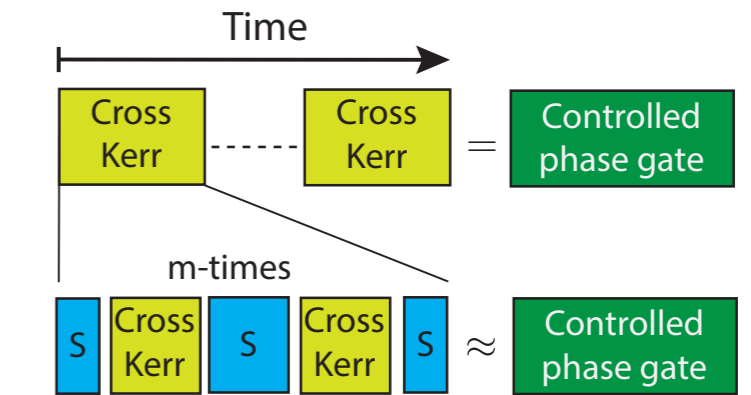 Time
Cross Kerr
Cross Kerr
=
Controlled phase gate
m-times
S
Cross Kerr
S
Cross Kerr
S
≈
Controlled phase gate